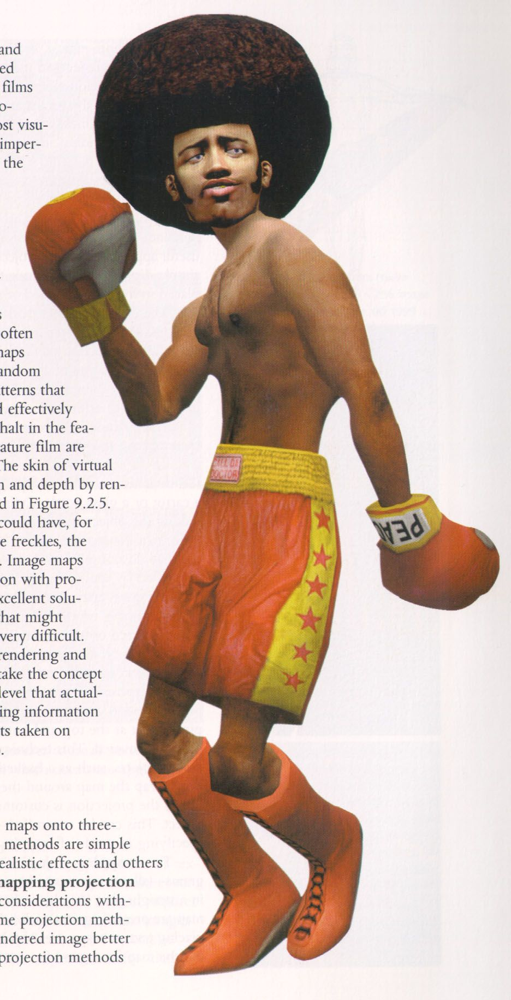 and
ed
films
o-
ost visu-
imper-
the
s
often
naps
andom
tterns that
d effectively
halt in the fea-
ature film are
The skin of virtual
n and depth by ren-
d in Figure 9.2.5.
could have, for
e freckles, the
. Image maps
on with pro-
xcellent solu-
hat might
very difficult.
rendering and
take the concept
level that actual-
ing information
ts taken on
.
maps onto three-
methods are simple
ealistic effects and others
napping projection
considerations with-
me projection meth-
ndered image better
projection methods
DOCTOR
PEAC